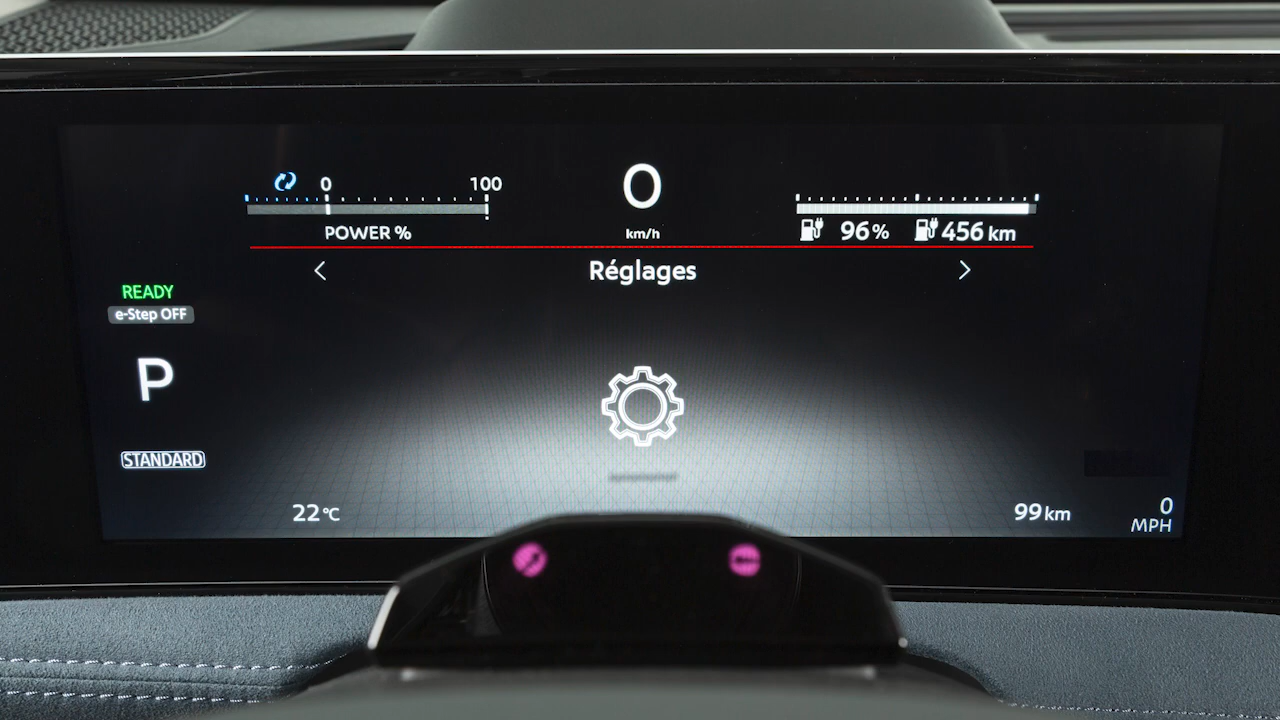 0 100
POWER %
0
km/h
96% 456 km
< Réglages >
READY
e-Step OFF
P
STANDARD
22°C
99 km
0
MPH